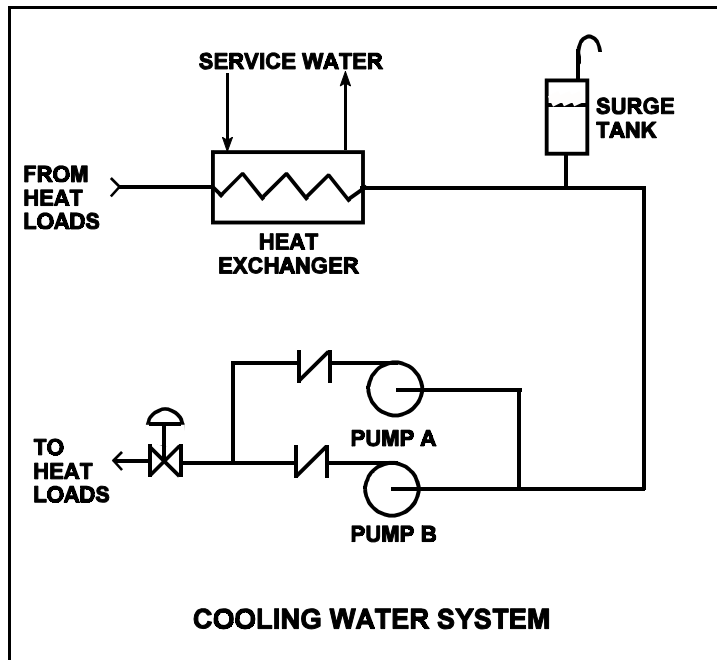 SERVICE WATER
SURGE
TANK
FROM
HEAT
LOADS
HEAT
EXCHANGER
PUMP A
TO
HEAT
LOADS
PUMP B
COOLING WATER SYSTEM